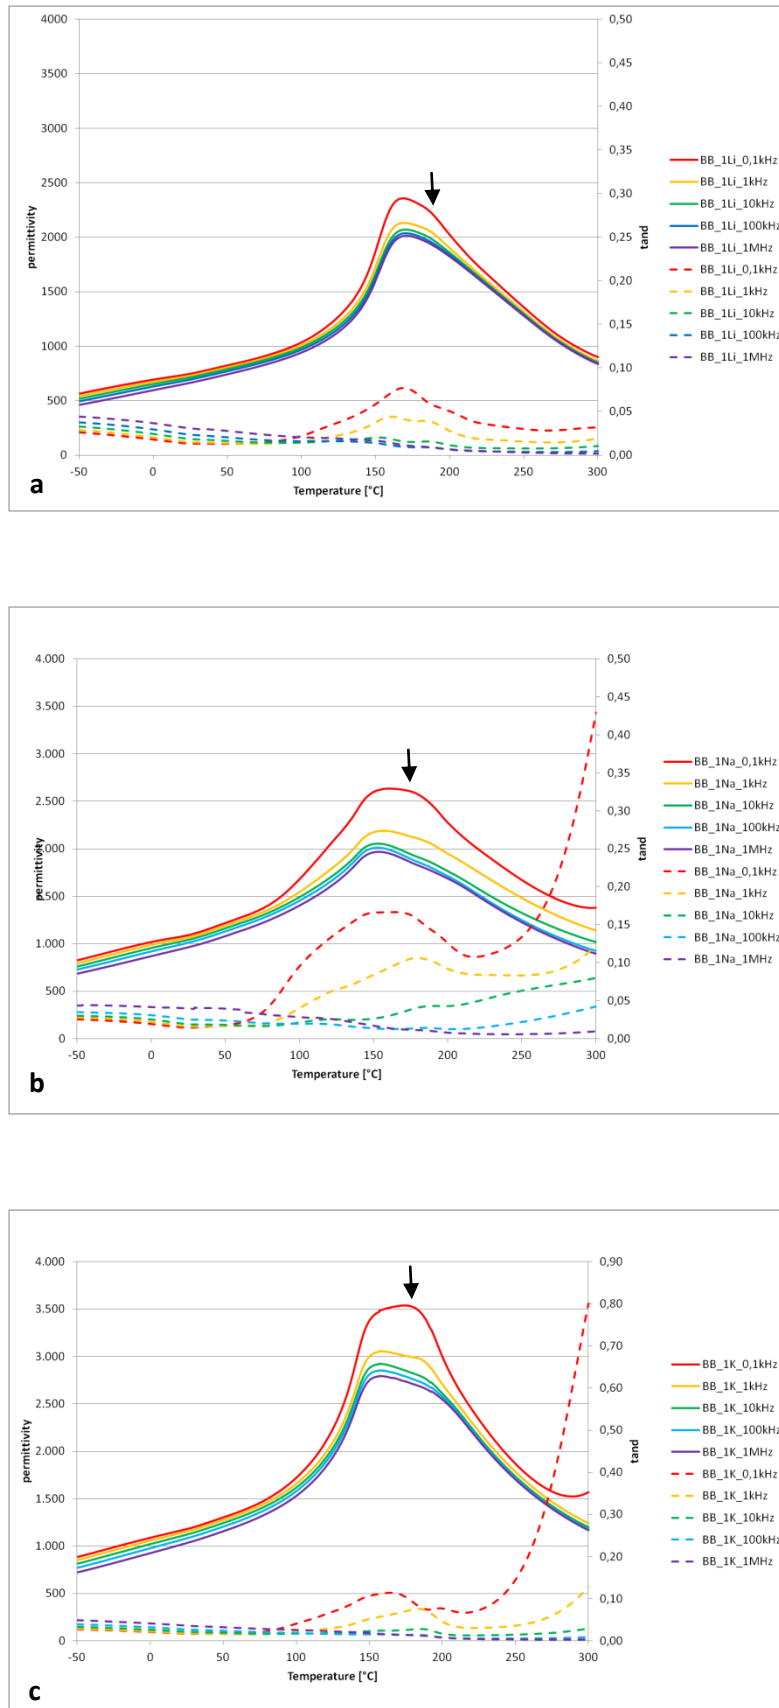 4000
3500
3000
2500
2000
1500
1000
500
0
permittivity
0,50
0,45
0,40
0,35
0,30
0,25
0,20
0,15
0,10
0,05
0,00
tand
-50 0 50 100 150 200 250 300
Temperature [°C]
BB_1Li_0,1kHz
BB_1Li_1kHz
BB_1Li_10kHz
BB_1Li_100kHz
BB_1Li_1MHz
BB_1Li_0,1kHz
BB_1Li_1kHz
BB_1Li_10kHz
BB_1Li_100kHz
BB_1Li_1MHz
a
4.000
3.500
3.000
2.500
2.000
1.500
1.000
500
0
permittivity
0,50
0,45
0,40
0,35
0,30
0,25
0,20
0,15
0,10
0,05
0,00
tand
-50 0 50 100 150 200 250 300
Temperature [°C]
BB_1Na_0,1kHz
BB_1Na_1kHz
BB_1Na_10kHz
BB_1Na_100kHz
BB_1Na_1MHz
BB_1Na_0,1kHz
BB_1Na_1kHz
BB_1Na_10kHz
BB_1Na_100kHz
BB_1Na_1MHz
b
4.000
3.500
3.000
2.500
2.000
1.500
1.000
500
0
permittivity
0,90
0,80
0,70
0,60
0,50
0,40
0,30
0,20
0,10
0,00
tand
-50 0 50 100 150 200 250 300
Temperature [°C]
BB_1K_0,1kHz
BB_1K_1kHz
BB_1K_10kHz
BB_1K_100kHz
BB_1K_1MHz
BB_1K_0,1kHz
BB_1K_1kHz
BB_1K_10kHz
BB_1K_100kHz
BB_1K_1MHz
c